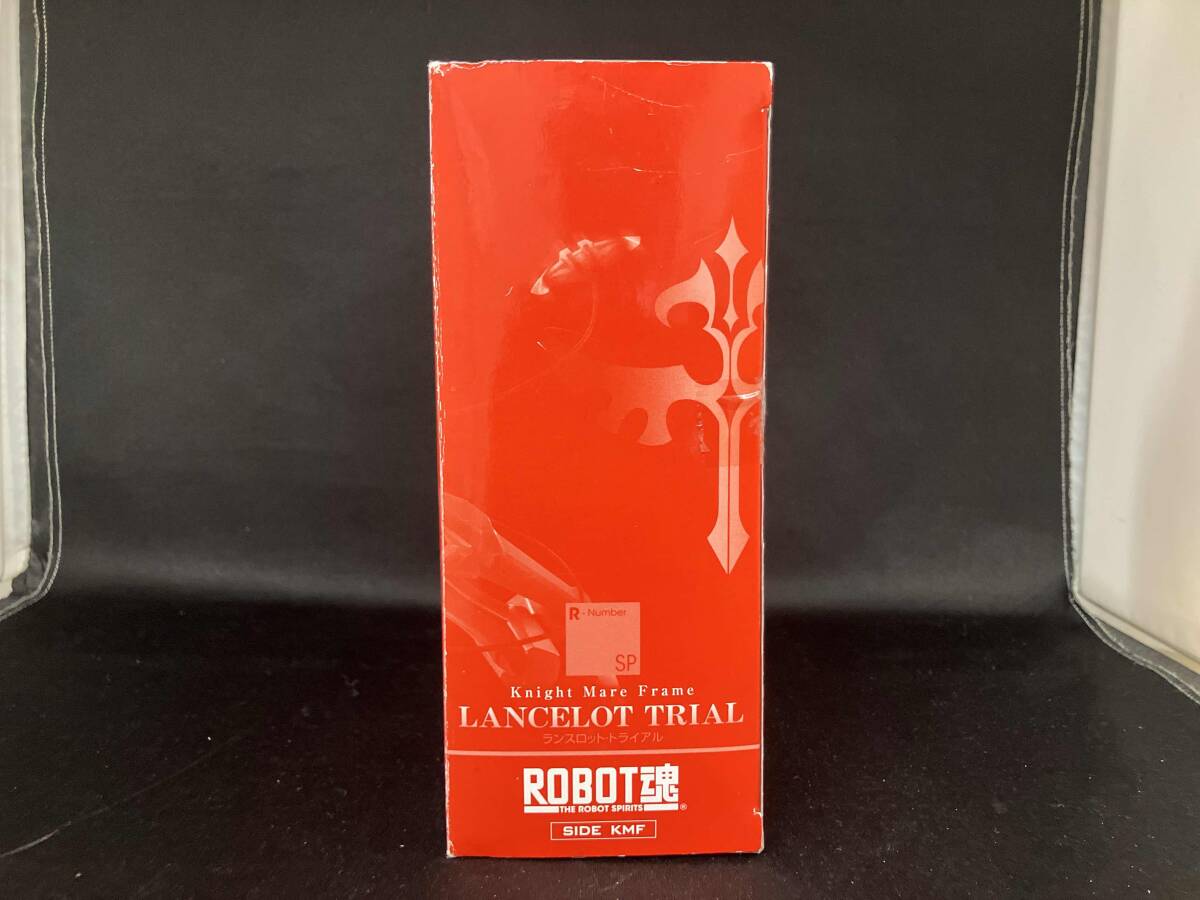 R-Number
SP
Knight Mare Frame
LANCELOT TRIAL
ランスロット・トライアル
ROBOT魂
THE ROBOT SPIRITS ®
SIDE KMF